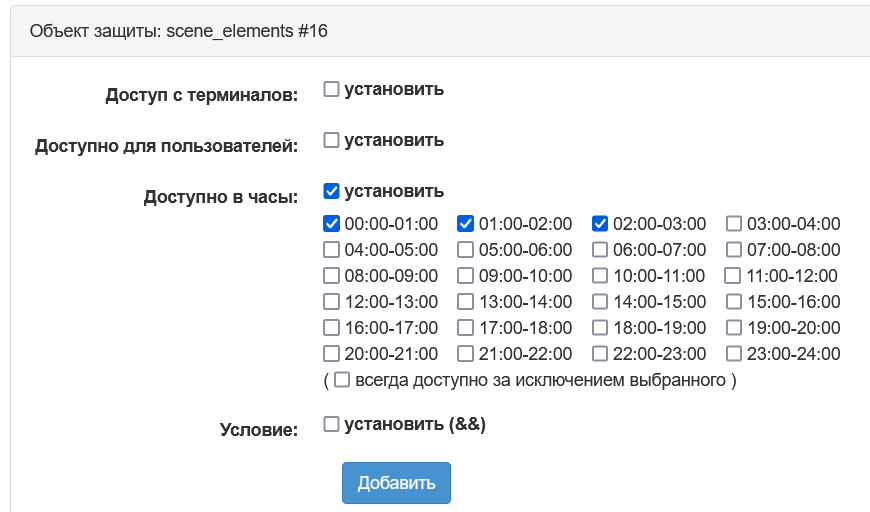 Объект защиты: scene_elements #16
Доступ с терминалов: установить
Доступно для пользователей: установить
Доступно в часы: установить
00:00-01:00 01:00-02:00 02:00-03:00 03:00-04:00
04:00-05:00 05:00-06:00 06:00-07:00 07:00-08:00
08:00-09:00 09:00-10:00 10:00-11:00 11:00-12:00
12:00-13:00 13:00-14:00 14:00-15:00 15:00-16:00
16:00-17:00 17:00-18:00 18:00-19:00 19:00-20:00
20:00-21:00 21:00-22:00 22:00-23:00 23:00-24:00
( всегда доступно за исключением выбранного )
Условие: установить (&&)
Добавить